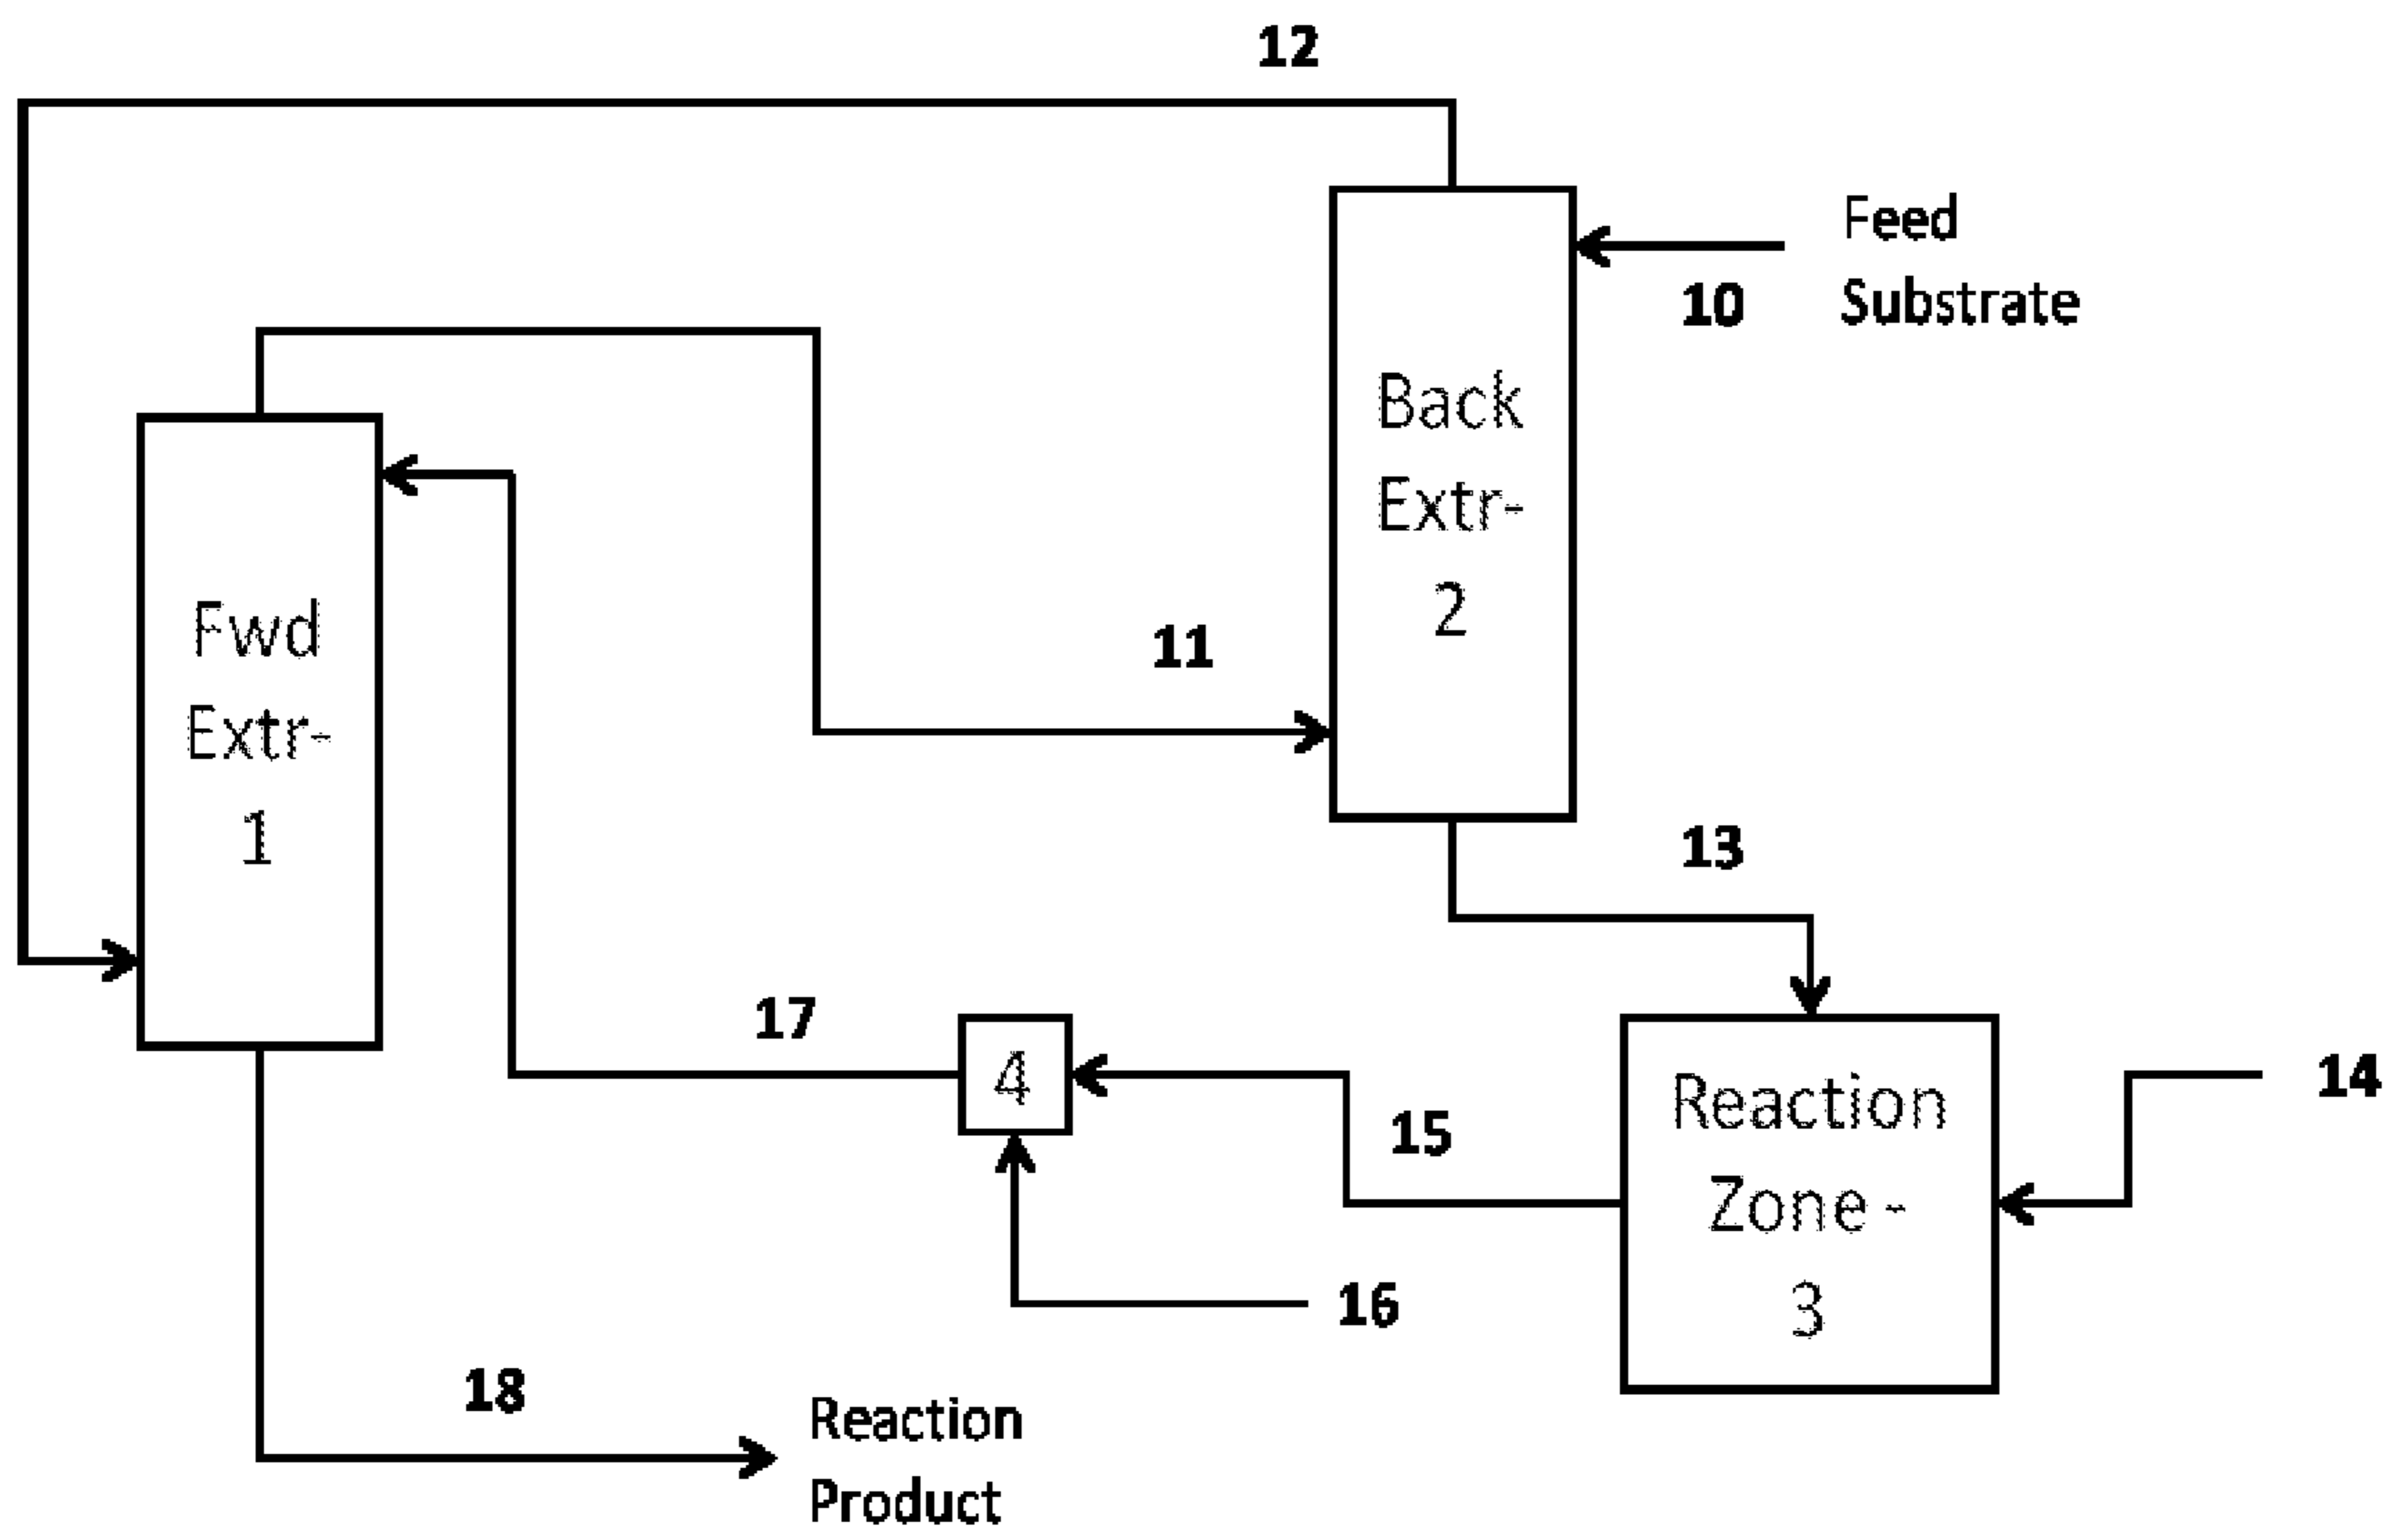 12
Feed
10
Substrate
Back
Extr-
2
11
Fwd
Extr-
1
13
17
4
15
Reaction
Zone -
3
14
16
18
Reaction
Product